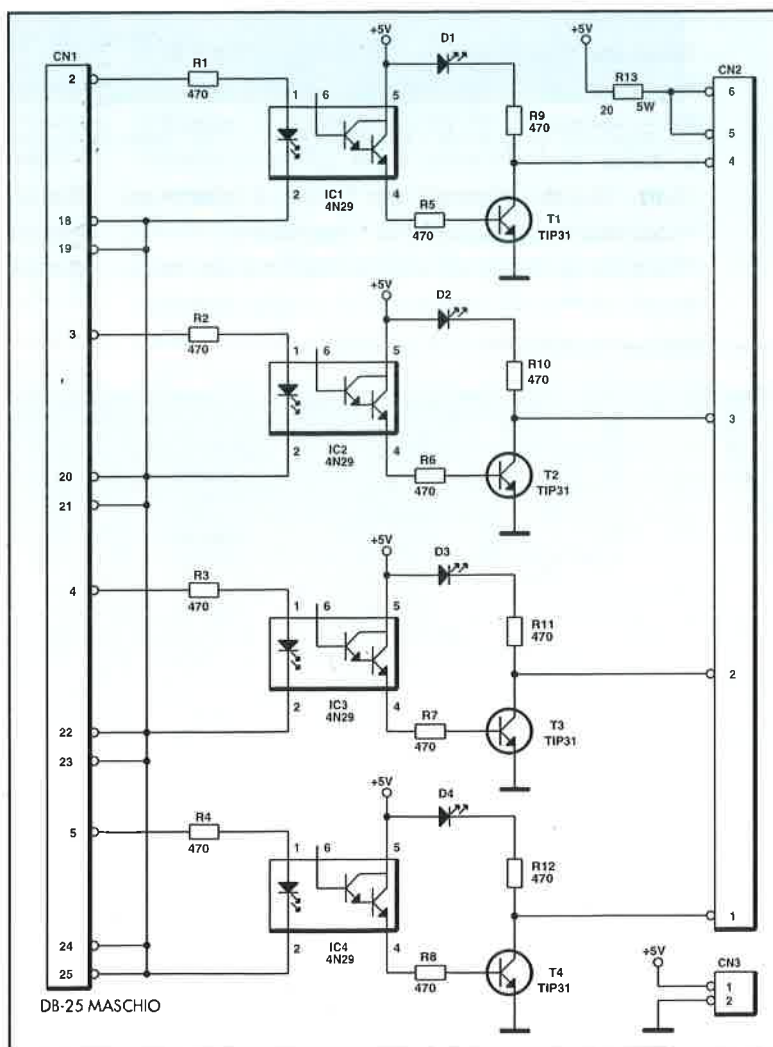 CN1
2
R1
470
1
6
5
2
4
IC1
4N29
+5V
D1
R9
470
R5
470
T1
TIP31
+5V
R13
20
5W
CN2
6
5
4
18
19
3
R2
470
1
6
5
2
4
IC2
4N29
+5V
D2
R10
470
R6
470
T2
TIP31
3
20
21
4
R3
470
1
6
5
2
4
IC3
4N29
+5V
D3
R11
470
R7
470
T3
TIP31
2
22
23
5
R4
470
1
6
5
2
4
IC4
4N29
+5V
D4
R12
470
R8
470
T4
TIP31
1
24
25
+5V
CN3
1
2
DB-25 MASCHIO